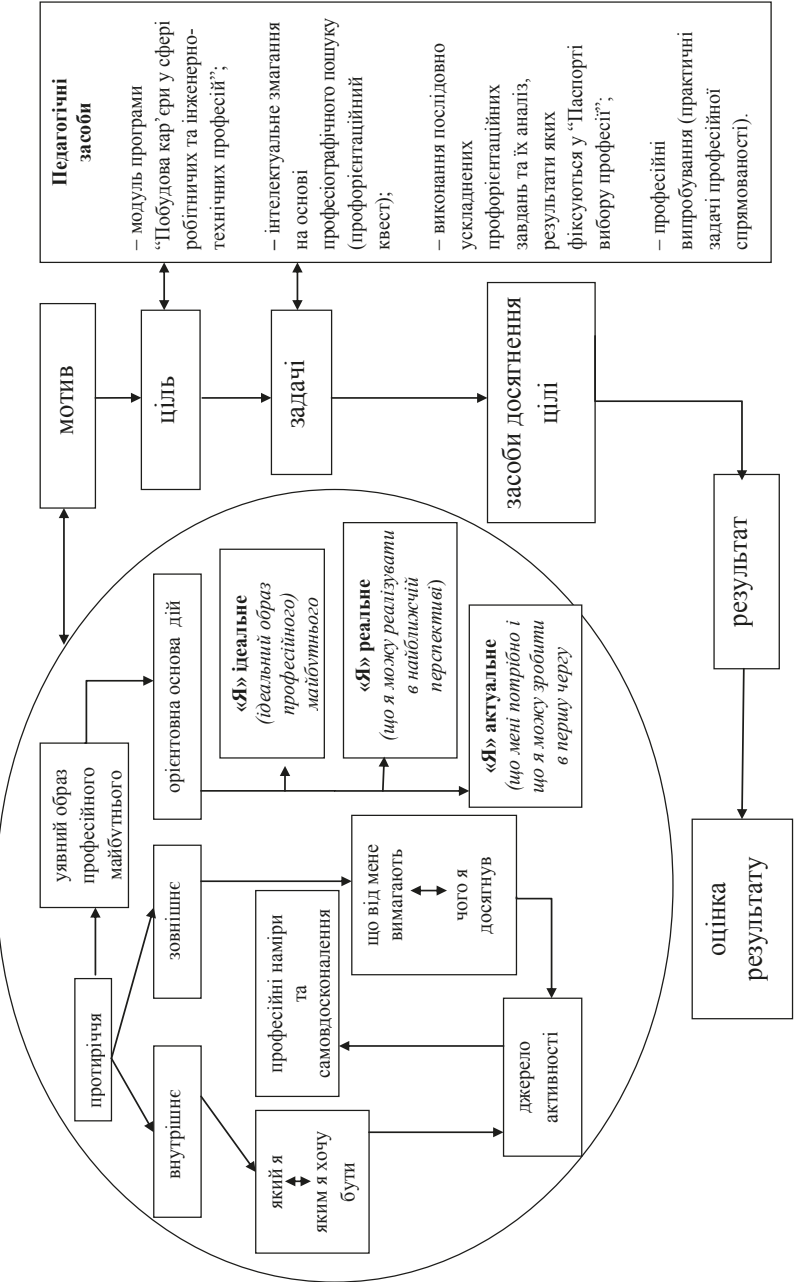 протиріччя
уявний образ
професійного
майбутнього
внутрішнє
зовнішнє
орієнтовна основа дій
який я
яким я хочу
бути
професійні наміри
та
самовдосконалення
що від мене
вимагають
чого я
досягнув
джерело
активності
«Я» ідеальне
(ідеальний образ
професійного)
майбутнього
«Я» реальне
(що я можу реалізувати
в найближчій
перспективі)
«Я» актуальне
(що мені потрібно і
що я можу зробити
в першу чергу
мотив
ціль
задачі
засоби досягнення
цілі
результат
оцінка
результату
Педагогічні
засоби
– модуль програми
“Побудова кар’єри у сфері
робітничих та інженерно-
технічних професій”;
– інтелектуальне змагання
на основі
професіографічного пошуку
(профорієнтаційний
квест);
– виконання послідовно
ускладнених
профорієнтаційних
завдань та їх аналіз,
результати яких
фіксуються у “Паспорті
вибору професії”;
– професійні
випробування (практичні
задачі професійної
спрямованості).